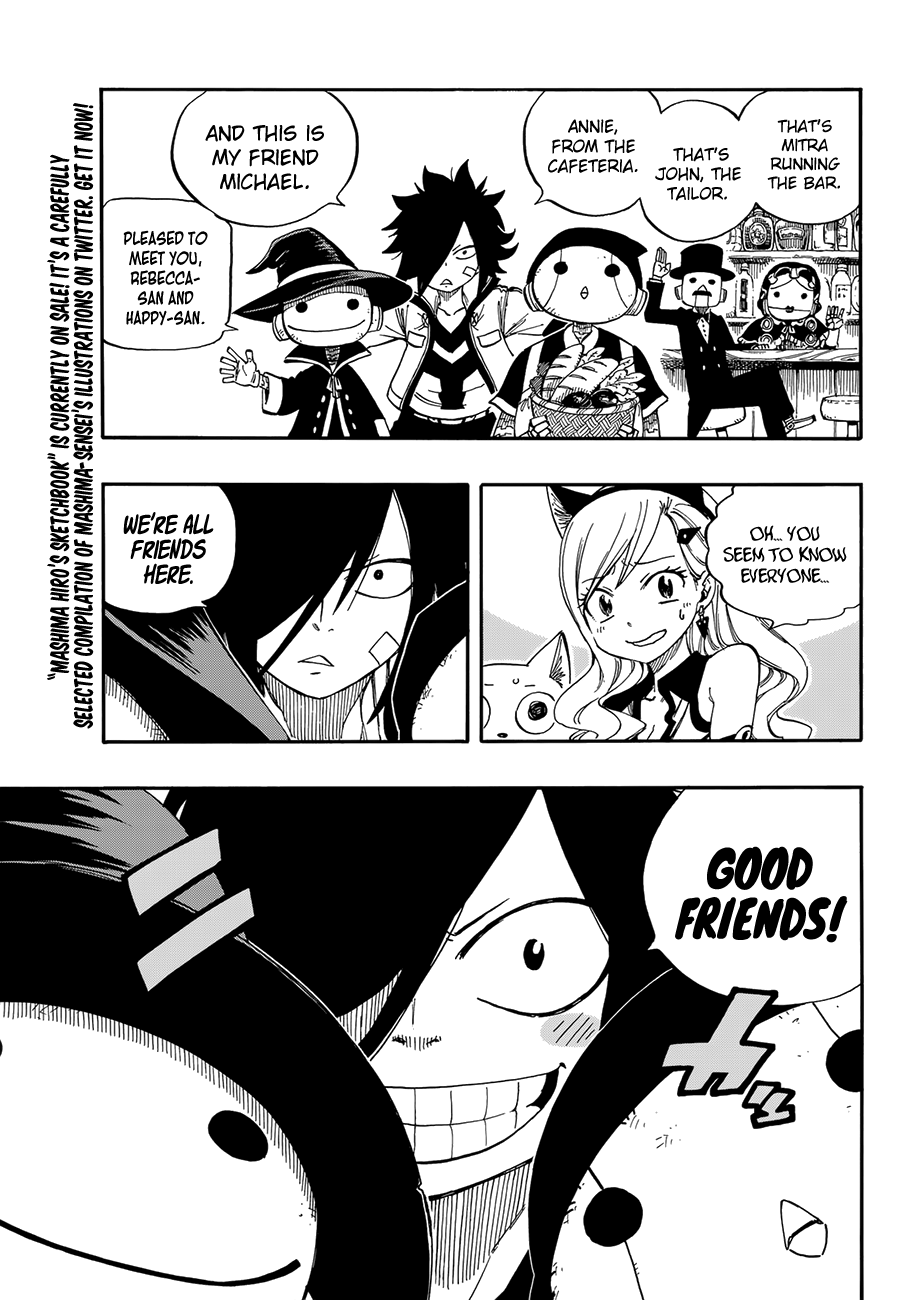 "MASHIMA HIRO'S SKETCHBOOK" IS CURRENTLY ON SALE! IT'S A CAREFULLY
SELECTED COMPILATION OF MASHIMA-SENSEI'S ILLUSTRATIONS ON TWITTER. GET IT NOW!
THAT'S
MITRA
RUNNING
THE BAR.
THAT'S
JOHN, THE
TAILOR.
ANNIE,
FROM THE
CAFETERIA.
AND THIS IS
MY FRIEND
MICHAEL.
PLEASED TO
MEET YOU,
REBECCA-
SAN AND
HAPPY-SAN.
OH... YOU
SEEM TO KNOW
EVERYONE...
WE'RE ALL
FRIENDS
HERE.
GOOD
FRIENDS!